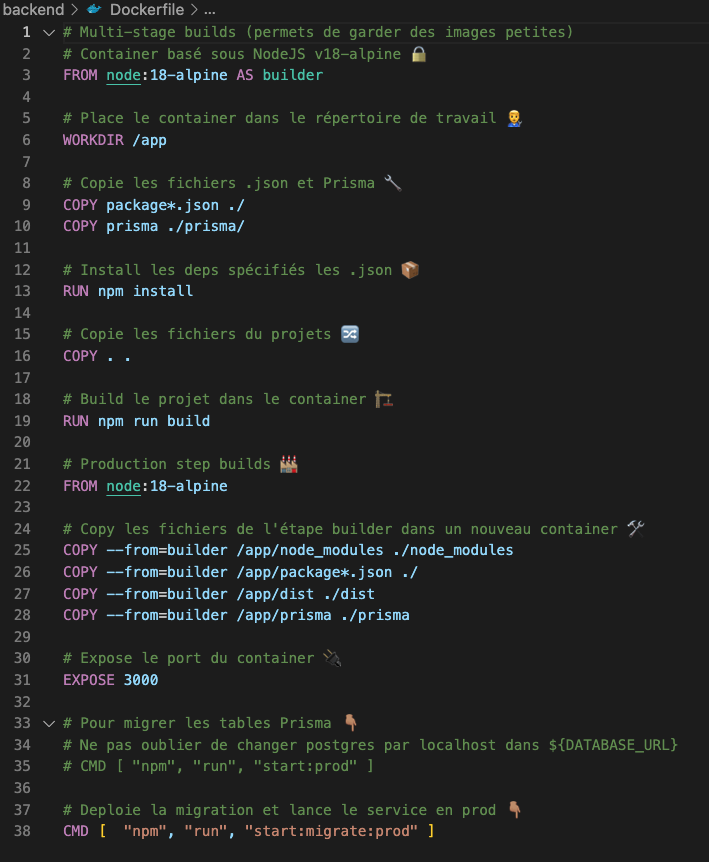 backend > Dockerfile > ...
1 # Multi-stage builds (permets de garder des images petites)
2 # Container basé sous NodeJS v18-alpine 🔒
3 FROM node:18-alpine AS builder
4
5 # Place le container dans le répertoire de travail 👨‍🏭
6 WORKDIR /app
7
8 # Copie les fichiers .json et Prisma 🔧
9 COPY package*.json ./
10 COPY prisma ./prisma/
11
12 # Install les deps spécifiés les .json 📦
13 RUN npm install
14
15 # Copie les fichiers du projets 🔀
16 COPY . .
17
18 # Build le projet dans le container 🏗️
19 RUN npm run build
20
21 # Production step builds 🏭
22 FROM node:18-alpine
23
24 # Copy les fichiers de l'étape builder dans un nouveau container 🛠️
25 COPY --from=builder /app/node_modules ./node_modules
26 COPY --from=builder /app/package*.json ./
27 COPY --from=builder /app/dist ./dist
28 COPY --from=builder /app/prisma ./prisma
29
30 # Expose le port du container 🔌
31 EXPOSE 3000
32
33 # Pour migrer les tables Prisma 👇🏽
34 # Ne pas oublier de changer postgres par localhost dans ${DATABASE_URL}
35 # CMD [ "npm", "run", "start:prod" ]
36
37 # Deploie la migration et lance le service en prod 👇🏽
38 CMD [  "npm", "run", "start:migrate:prod" ]